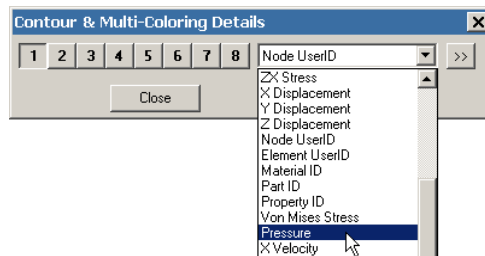 Contour & Multi-Coloring Details
1 2 3 4 5 6 7 8 Node UserID >>
Close
ZX Stress
X Displacement
Y Displacement
Z Displacement
Node UserID
Element UserID
Material ID
Part ID
Property ID
Von Mises Stress
Pressure
X Velocity